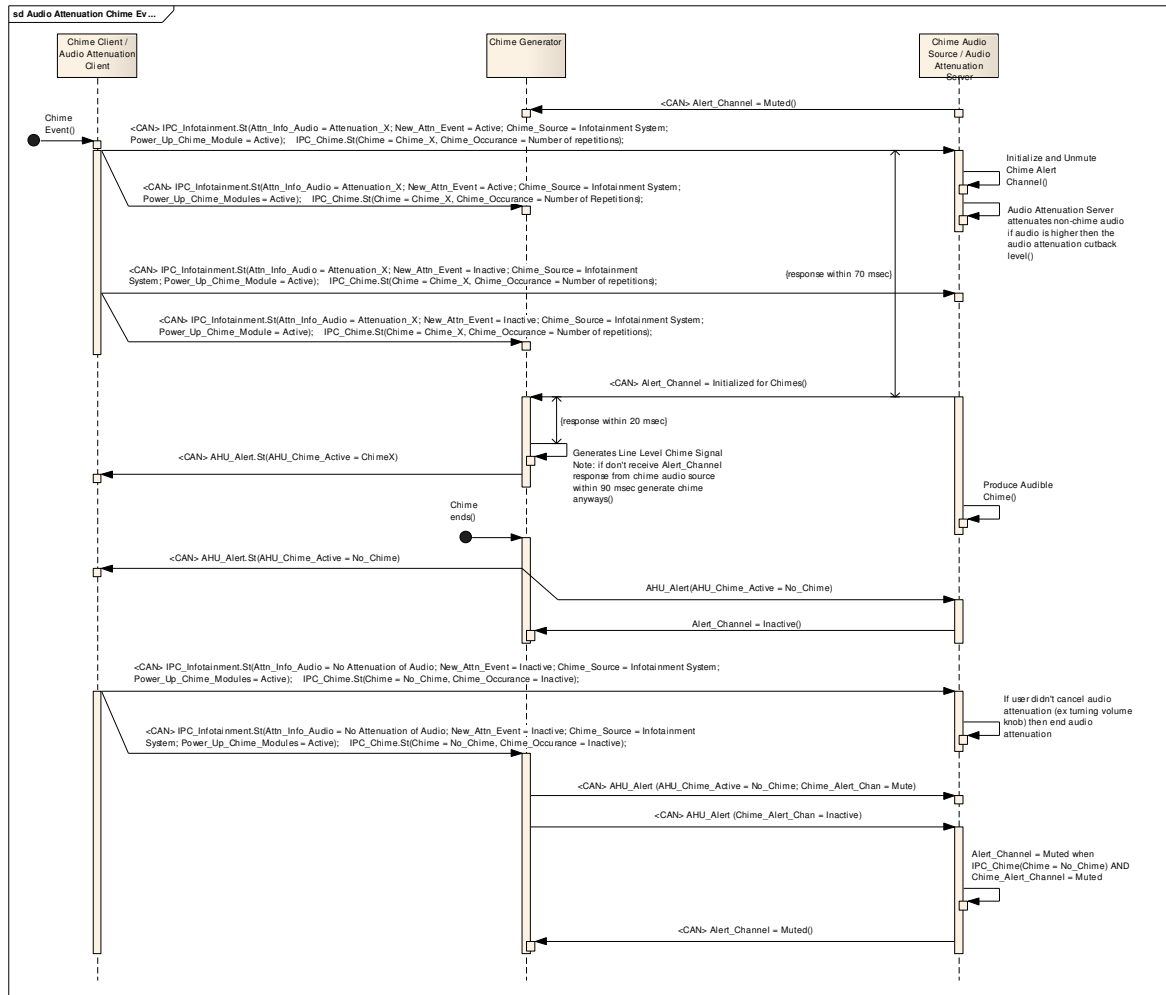 sd Audio Attenuation Chime Ev...
Chime Client /
Audio Attenuation
Client
Chime Generator
Chime Audio
Source / Audio
Attenuation
Server
<CAN> Alert_Channel = Muted()
Chime
Event()
<CAN> IPC_Infotainment.St(Attn_Info_Audio = Attenuation_X; New_Attn_Event = Active; Chime_Source = Infotainment System;
Power_Up_Chime_Module = Active);    IPC_Chime.St(Chime = Chime_X, Chime_Occurance = Number of repetitions);
Initialize and Unmute
Chime Alert
Channel()
<CAN> IPC_Infotainment.St(Attn_Info_Audio = Attenuation_X; New_Attn_Event = Active; Chime_Source = Infotainment System;
Power_Up_Chime_Modules = Active);    IPC_Chime.St(Chime = Chime_X, Chime_Occurance = Number of Repetitions);
Audio Attenuation Server
attenuates non-chime audio
if audio is higher then the
audio attenuation cutback
level()
{response within 70 msec}
<CAN> IPC_Infotainment.St(Attn_Info_Audio = Attenuation_X; New_Attn_Event = Inactive; Chime_Source = Infotainment
System; Power_Up_Chime_Module = Active);    IPC_Chime.St(Chime = Chime_X, Chime_Occurance = Number of repetitions);
<CAN> IPC_Infotainment.St(Attn_Info_Audio = Attenuation_X; New_Attn_Event = Inactive; Chime_Source = Infotainment System;
Power_Up_Chime_Module = Active);    IPC_Chime.St(Chime = Chime_X, Chime_Occurance = Number of repetitions);
<CAN> Alert_Channel = Initialized for Chimes()
{response within 20 msec}
Generates Line Level Chime Signal
Note: if don't receive Alert_Channel
response from chime audio source
within 90 msec generate chime
anyways()
<CAN> AHU_Alert.St(AHU_Chime_Active = ChimeX)
Produce Audible
Chime()
Chime
ends()
<CAN> AHU_Alert.St(AHU_Chime_Active = No_Chime)
AHU_Alert(AHU_Chime_Active = No_Chime)
Alert_Channel = Inactive()
<CAN> IPC_Infotainment.St(Attn_Info_Audio = No Attenuation of Audio; New_Attn_Event = Inactive; Chime_Source = Infotainment System;
Power_Up_Chime_Modules = Active);    IPC_Chime.St(Chime = No_Chime, Chime_Occurance = Inactive);
If user didn't cancel audio
attenuation (ex turning volume
knob) then end audio
attenuation
<CAN> IPC_Infotainment.St(Attn_Info_Audio = No Attenuation of Audio; New_Attn_Event = Inactive; Chime_Source = Infotainment
System; Power_Up_Chime_Modules = Active);    IPC_Chime.St(Chime = No_Chime, Chime_Occurance = Inactive);
<CAN> AHU_Alert (AHU_Chime_Active = No_Chime; Chime_Alert_Chan = Mute)
<CAN> AHU_Alert (Chime_Alert_Chan = Inactive)
Alert_Channel = Muted when
IPC_Chime(Chime = No_Chime) AND
Chime_Alert_Channel = Muted
<CAN> Alert_Channel = Muted()